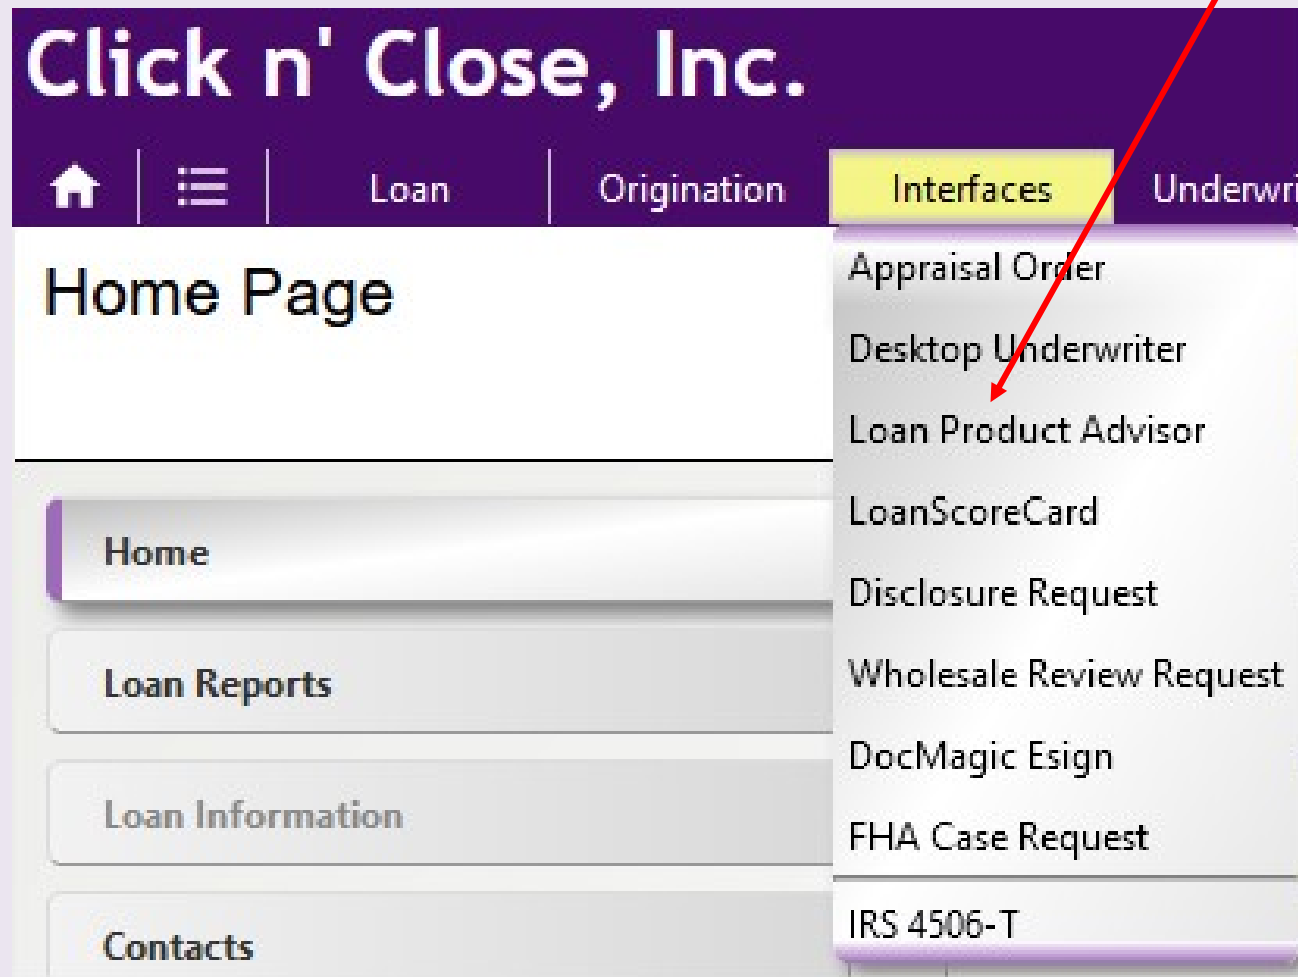 Click n' Close, Inc.
Loan Origination Interfaces Underwri
Home Page
Appraisal Order
Desktop Underwriter
Loan Product Advisor
LoanScoreCard
Disclosure Request
Wholesale Review Request
DocMagic Esign
FHA Case Request
IRS 4506-T
Home
Loan Reports
Loan Information
Contacts